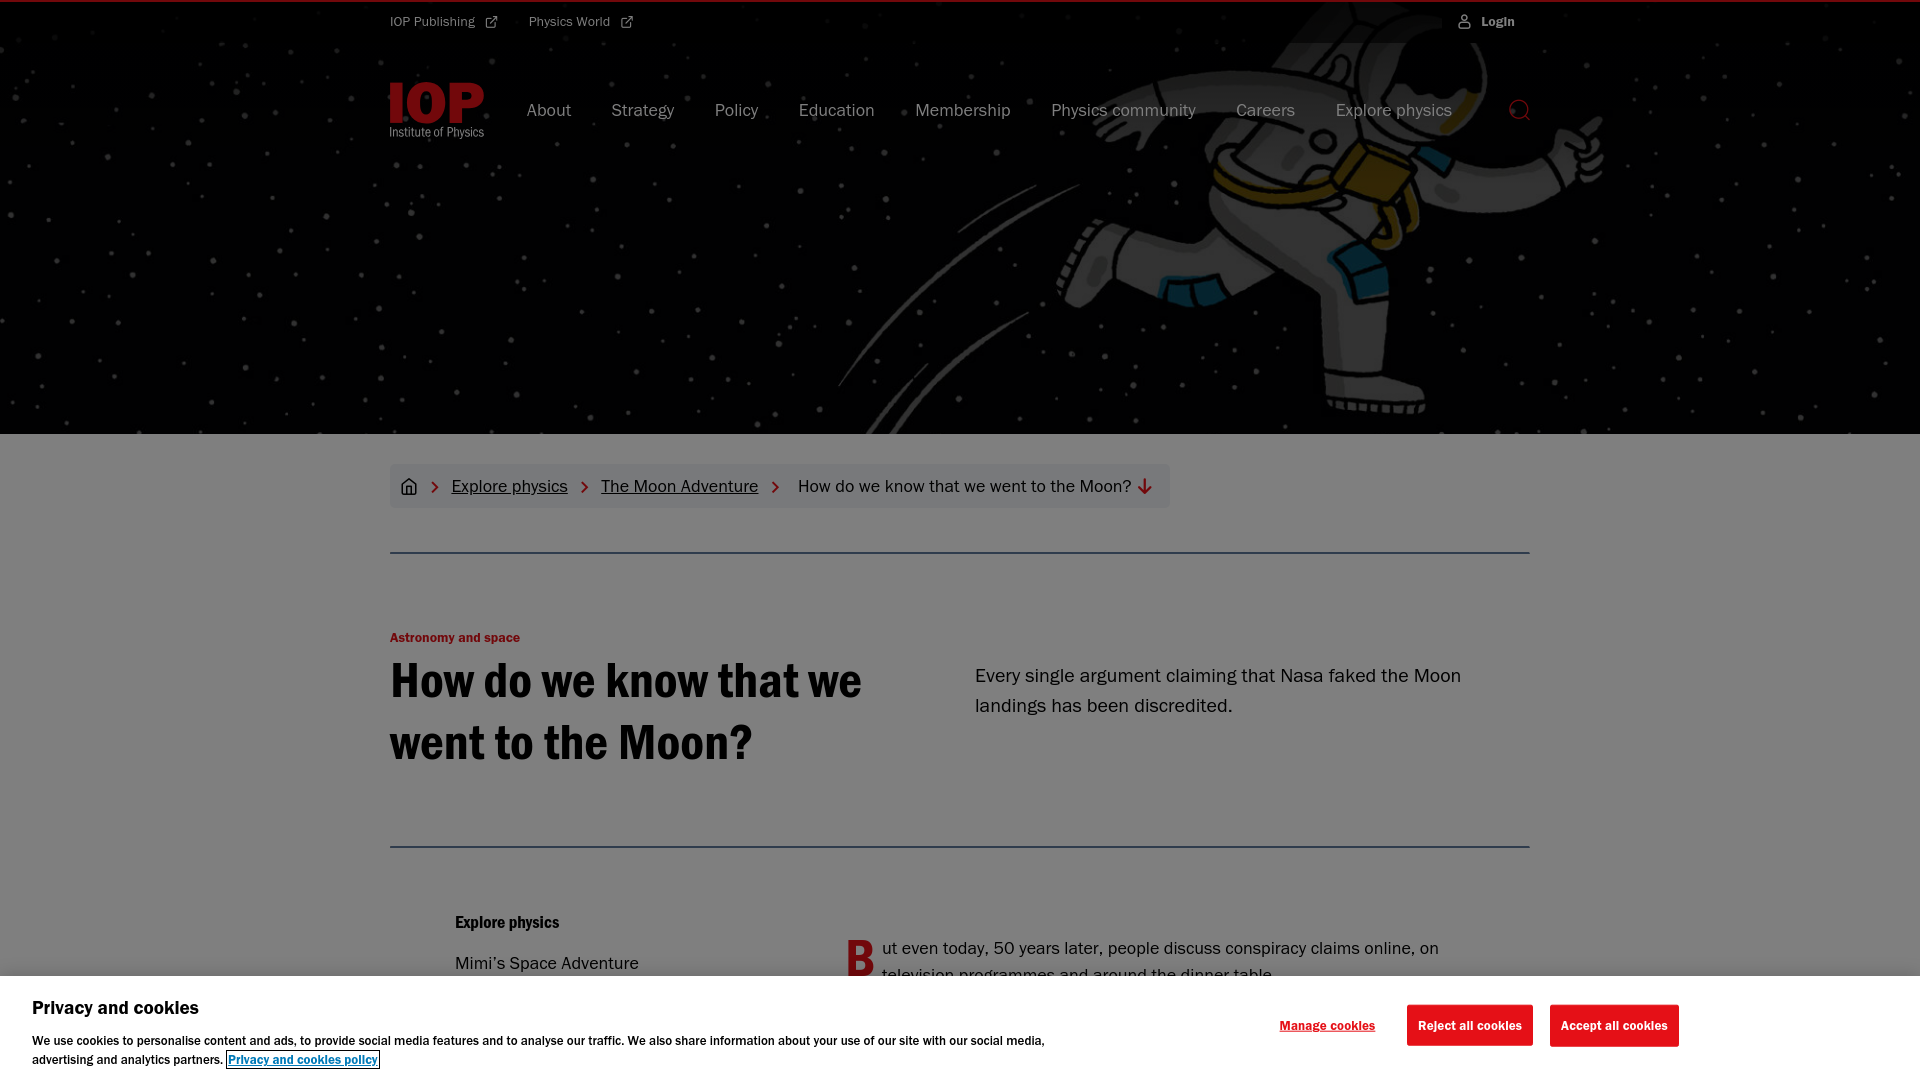 IOP Publishing
Physics World
Login
IOP
Institute of Physics
About
Strategy
Policy
Education
Membership
Physics community
Careers
Explore physics
Explore physics
The Moon Adventure
How do we know that we went to the Moon?
Astronomy and space
How do we know that we
went to the Moon?
Every single argument claiming that Nasa faked the Moon
landings has been discredited.
Explore physics
Mimi’s Space Adventure
But even today, 50 years later, people discuss conspiracy claims online, on
television programmes and around the dinner table.
Privacy and cookies
We use cookies to personalise content and ads, to provide social media features and to analyse our traffic. We also share information about your use of our site with our social media,
advertising and analytics partners. Privacy and cookies policy
Manage cookies
Reject all cookies
Accept all cookies